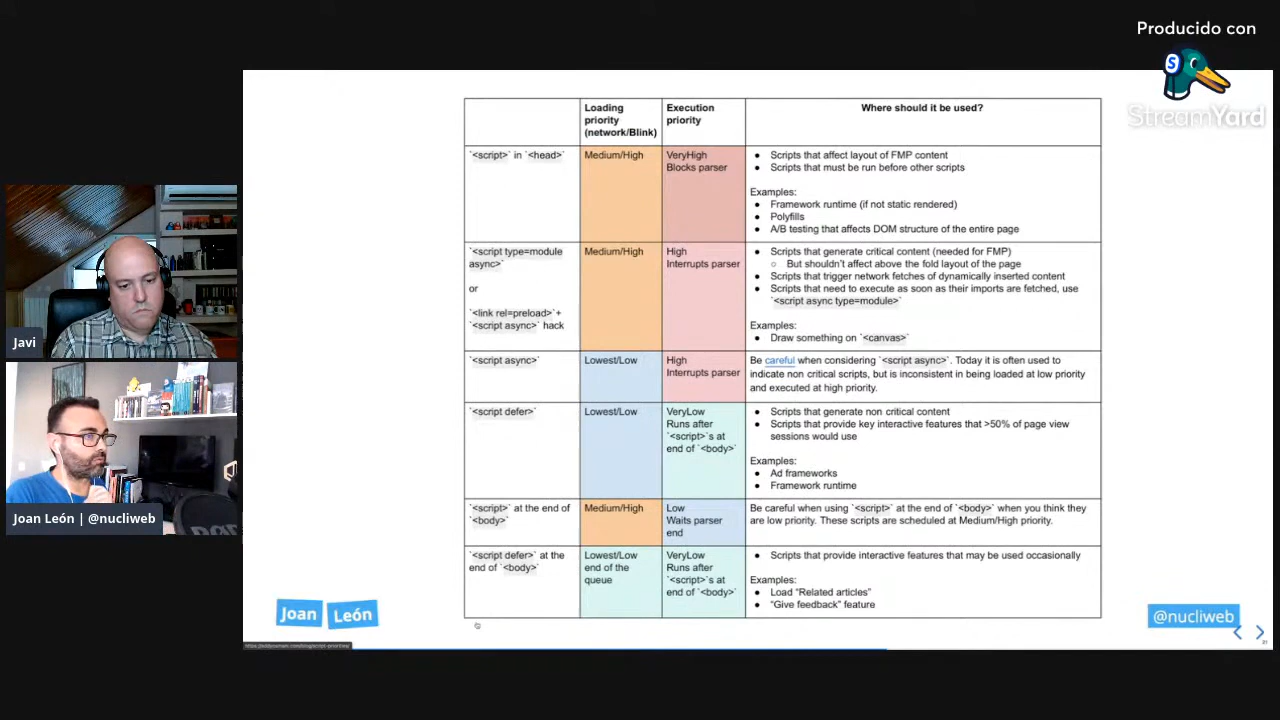 Producido con
StreamYard
Loading
priority
(network/Blink)
Execution
priority
Where should it be used?
`<script>` in `<head>`
Medium/High
VeryHigh
Blocks parser
● Scripts that affect layout of FMP content
● Scripts that must be run before other scripts
Examples:
● Framework runtime (if not static rendered)
● Polyfills
● A/B testing that affects DOM structure of the entire page
`<script type=module
async>`
or
`<link rel=preload>`+
`<script async>` hack
Medium/High
High
Interrupts parser
● Scripts that generate critical content (needed for FMP)
○ But shouldn't affect above the fold layout of the page
● Scripts that trigger network fetches of dynamically inserted content
● Scripts that need to execute as soon as their imports are fetched, use
`<script async type=module>`
Examples:
● Draw something on `<canvas>`
`<script async>`
Lowest/Low
High
Interrupts parser
Be careful when considering `<script async>`. Today it is often used to
indicate non critical scripts, but is inconsistent in being loaded at low priority
and executed at high priority.
`<script defer>`
Lowest/Low
VeryLow
Runs after
`<script>`s at
end of `<body>`
● Scripts that generate non critical content
● Scripts that provide key interactive features that >50% of page view
sessions would use
Examples:
● Ad frameworks
● Framework runtime
`<script>` at the end of
`<body>`
Medium/High
Low
Waits parser
end
Be careful when using `<script>` at the end of `<body>` when you think they
are low priority. These scripts are scheduled at Medium/High priority.
`<script defer>` at the
end of `<body>`
Lowest/Low
end of the
queue
VeryLow
Runs after
`<script>`s at
end of `<body>`
● Scripts that provide interactive features that may be used occasionally
Examples:
● Load “Related articles”
● “Give feedback” feature
Javi
Joan León | @nucliweb
Joan León
@nucliweb
21